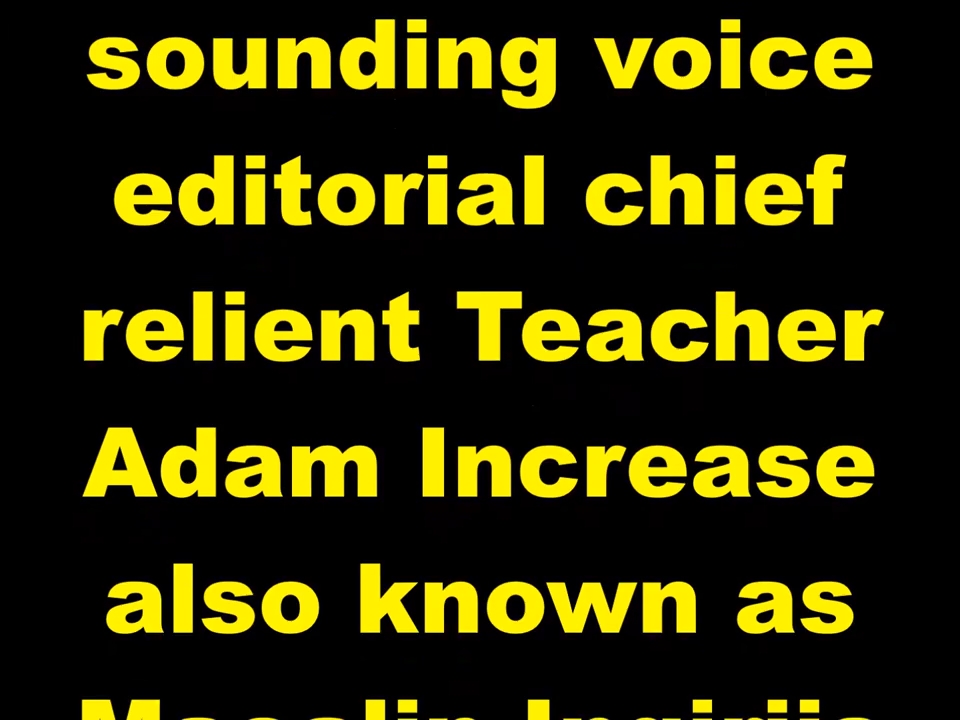 sounding voice
editorial chief
relient Teacher
Adam Increase
also known as